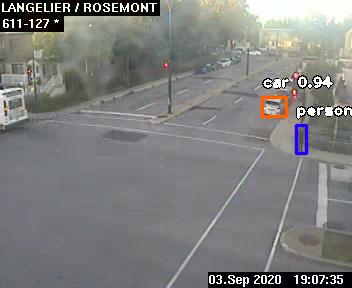 LANGELIER / ROSEMONT
611-127 *
car 0.94
person
03.Sep 2020 19:07:35